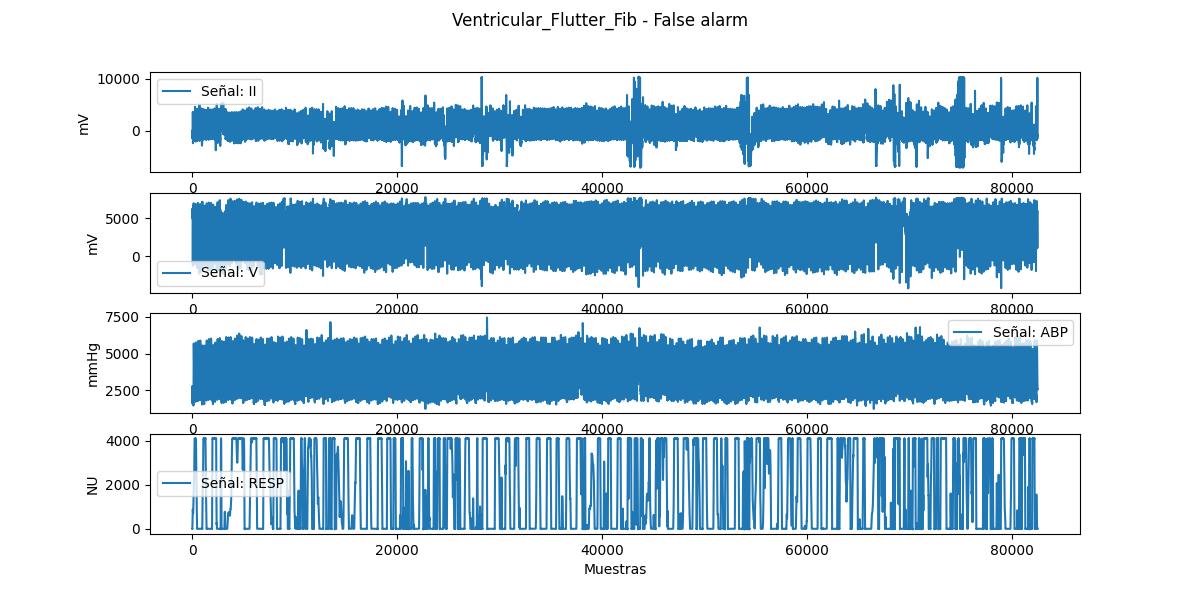 Ventricular_Flutter_Fib - False alarm
10000
0
mV
Señal: II
0 20000 40000 60000 80000
5000
0
mV
Señal: V
0 20000 40000 60000 80000
7500
5000
2500
mmHg
Señal: ABP
0 20000 40000 60000 80000
4000
2000
0
NU
Señal: RESP
0 20000 40000 60000 80000
Muestras